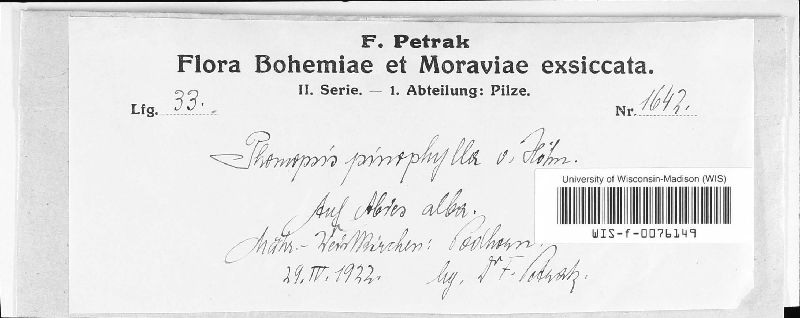 F. Petrak
Flora Bohemiae et Moraviae exsiccata.
II. Serie. — 1. Abteilung: Pilze.
Lfg. 33.
Nr. 1642.
Phomopsis pinophylla v. Höhn.
Auf Abies alba.
Mähr.-Weisskirchen: Podhorn.
29.IV.1922. lg. Dr F. Petrak.
University of Wisconsin-Madison (WIS)
WIS-f-0076149